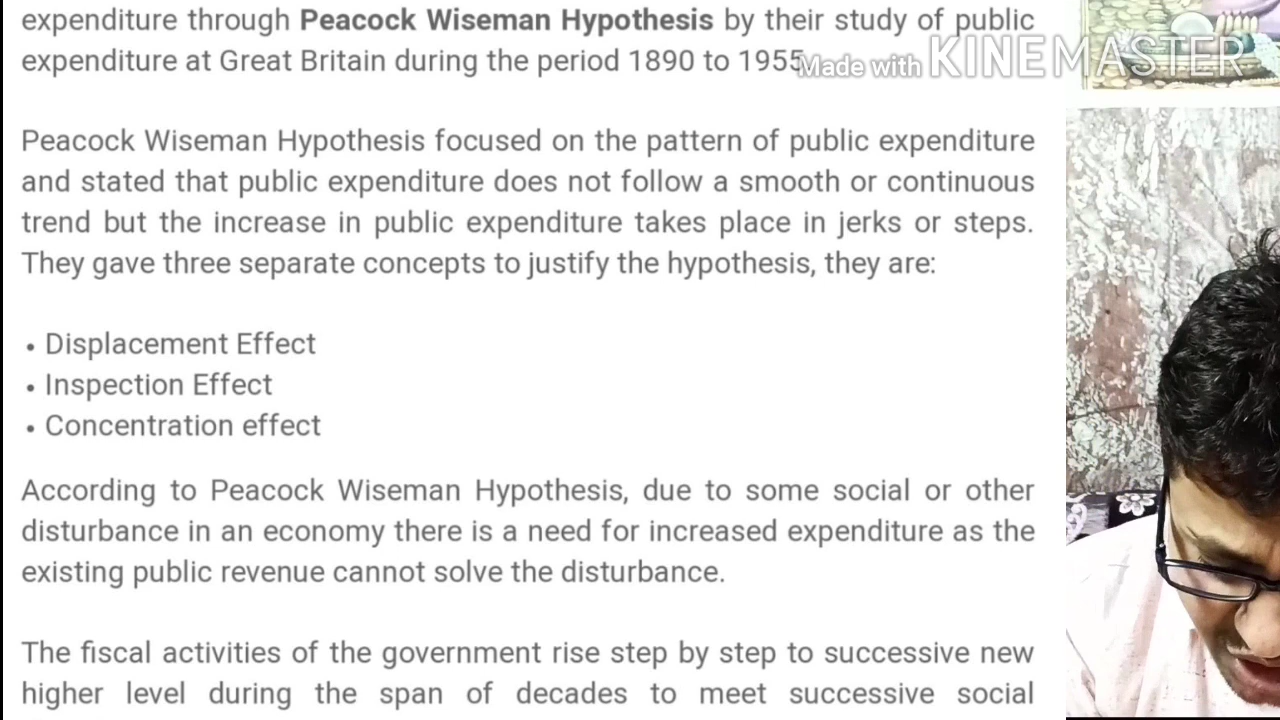 expenditure through Peacock Wiseman Hypothesis by their study of public
expenditure at Great Britain during the period 1890 to 1955
Made with KINEMASTER
Peacock Wiseman Hypothesis focused on the pattern of public expenditure
and stated that public expenditure does not follow a smooth or continuous
trend but the increase in public expenditure takes place in jerks or steps.
They gave three separate concepts to justify the hypothesis, they are:
• Displacement Effect
• Inspection Effect
• Concentration effect
According to Peacock Wiseman Hypothesis, due to some social or other
disturbance in an economy there is a need for increased expenditure as the
existing public revenue cannot solve the disturbance.
The fiscal activities of the government rise step by step to successive new
higher level during the span of decades to meet successive social